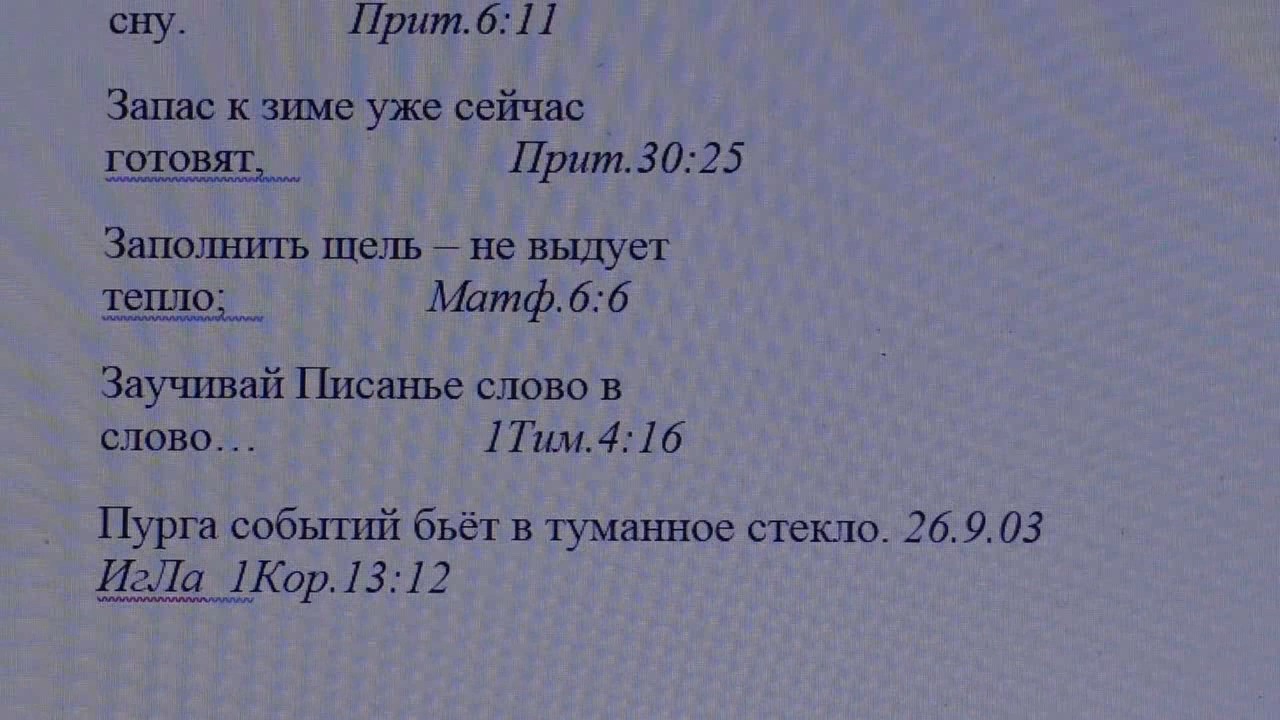 сну. Прит.6:11
Запас к зиме уже сейчас
готовят, Прит.30:25
Заполнить щель – не выдует
тепло; Матф.6:6
Заучивай Писанье слово в
слово… 1Тим.4:16
Пурга событий бьёт в туманное стекло. 26.9.03
ИгЛа 1Кор.13:12